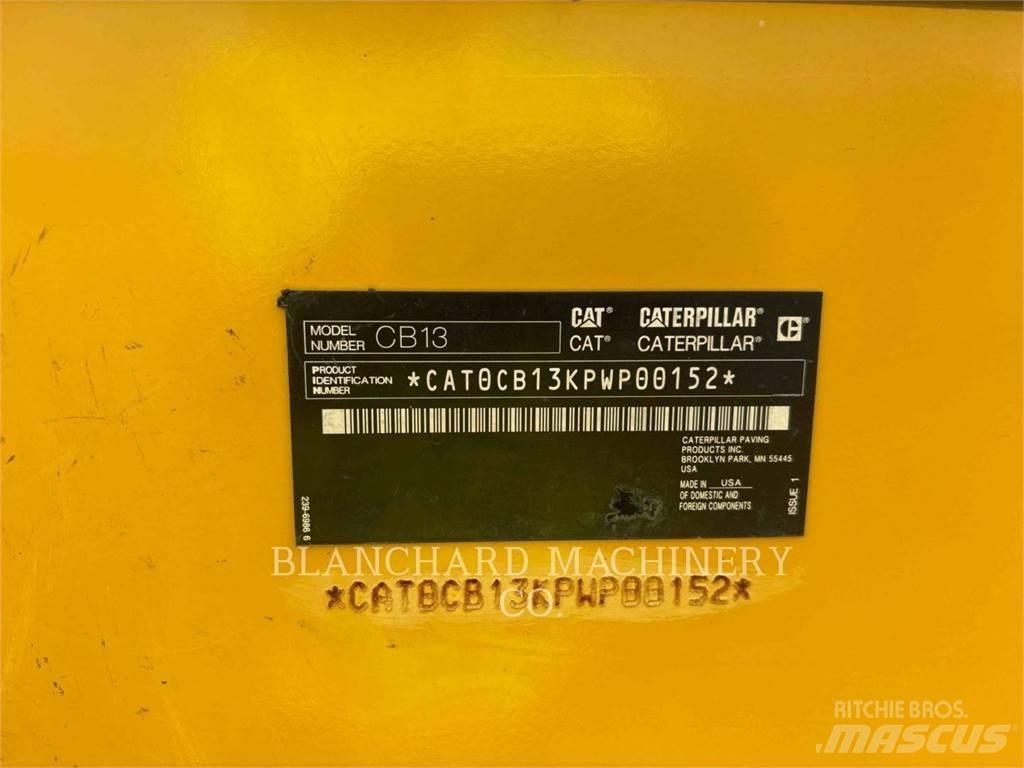 MODEL NUMBER CB13
CAT® CATERPILLAR®
CAT® CATERPILLAR®
PRODUCT IDENTIFICATION NUMBER *CAT0CB13KPWP00152*
CATERPILLAR PAVING
PRODUCTS INC.
BROOKLYN PARK, MN 55445
USA
MADE IN USA
OF DOMESTIC AND
FOREIGN COMPONENTS
ISSUE 1
239-6986 6
BLANCHARD MACHINERY
CO.
*CAT0CB13KPWP00152*
RITCHIE BROS.
MASCUS